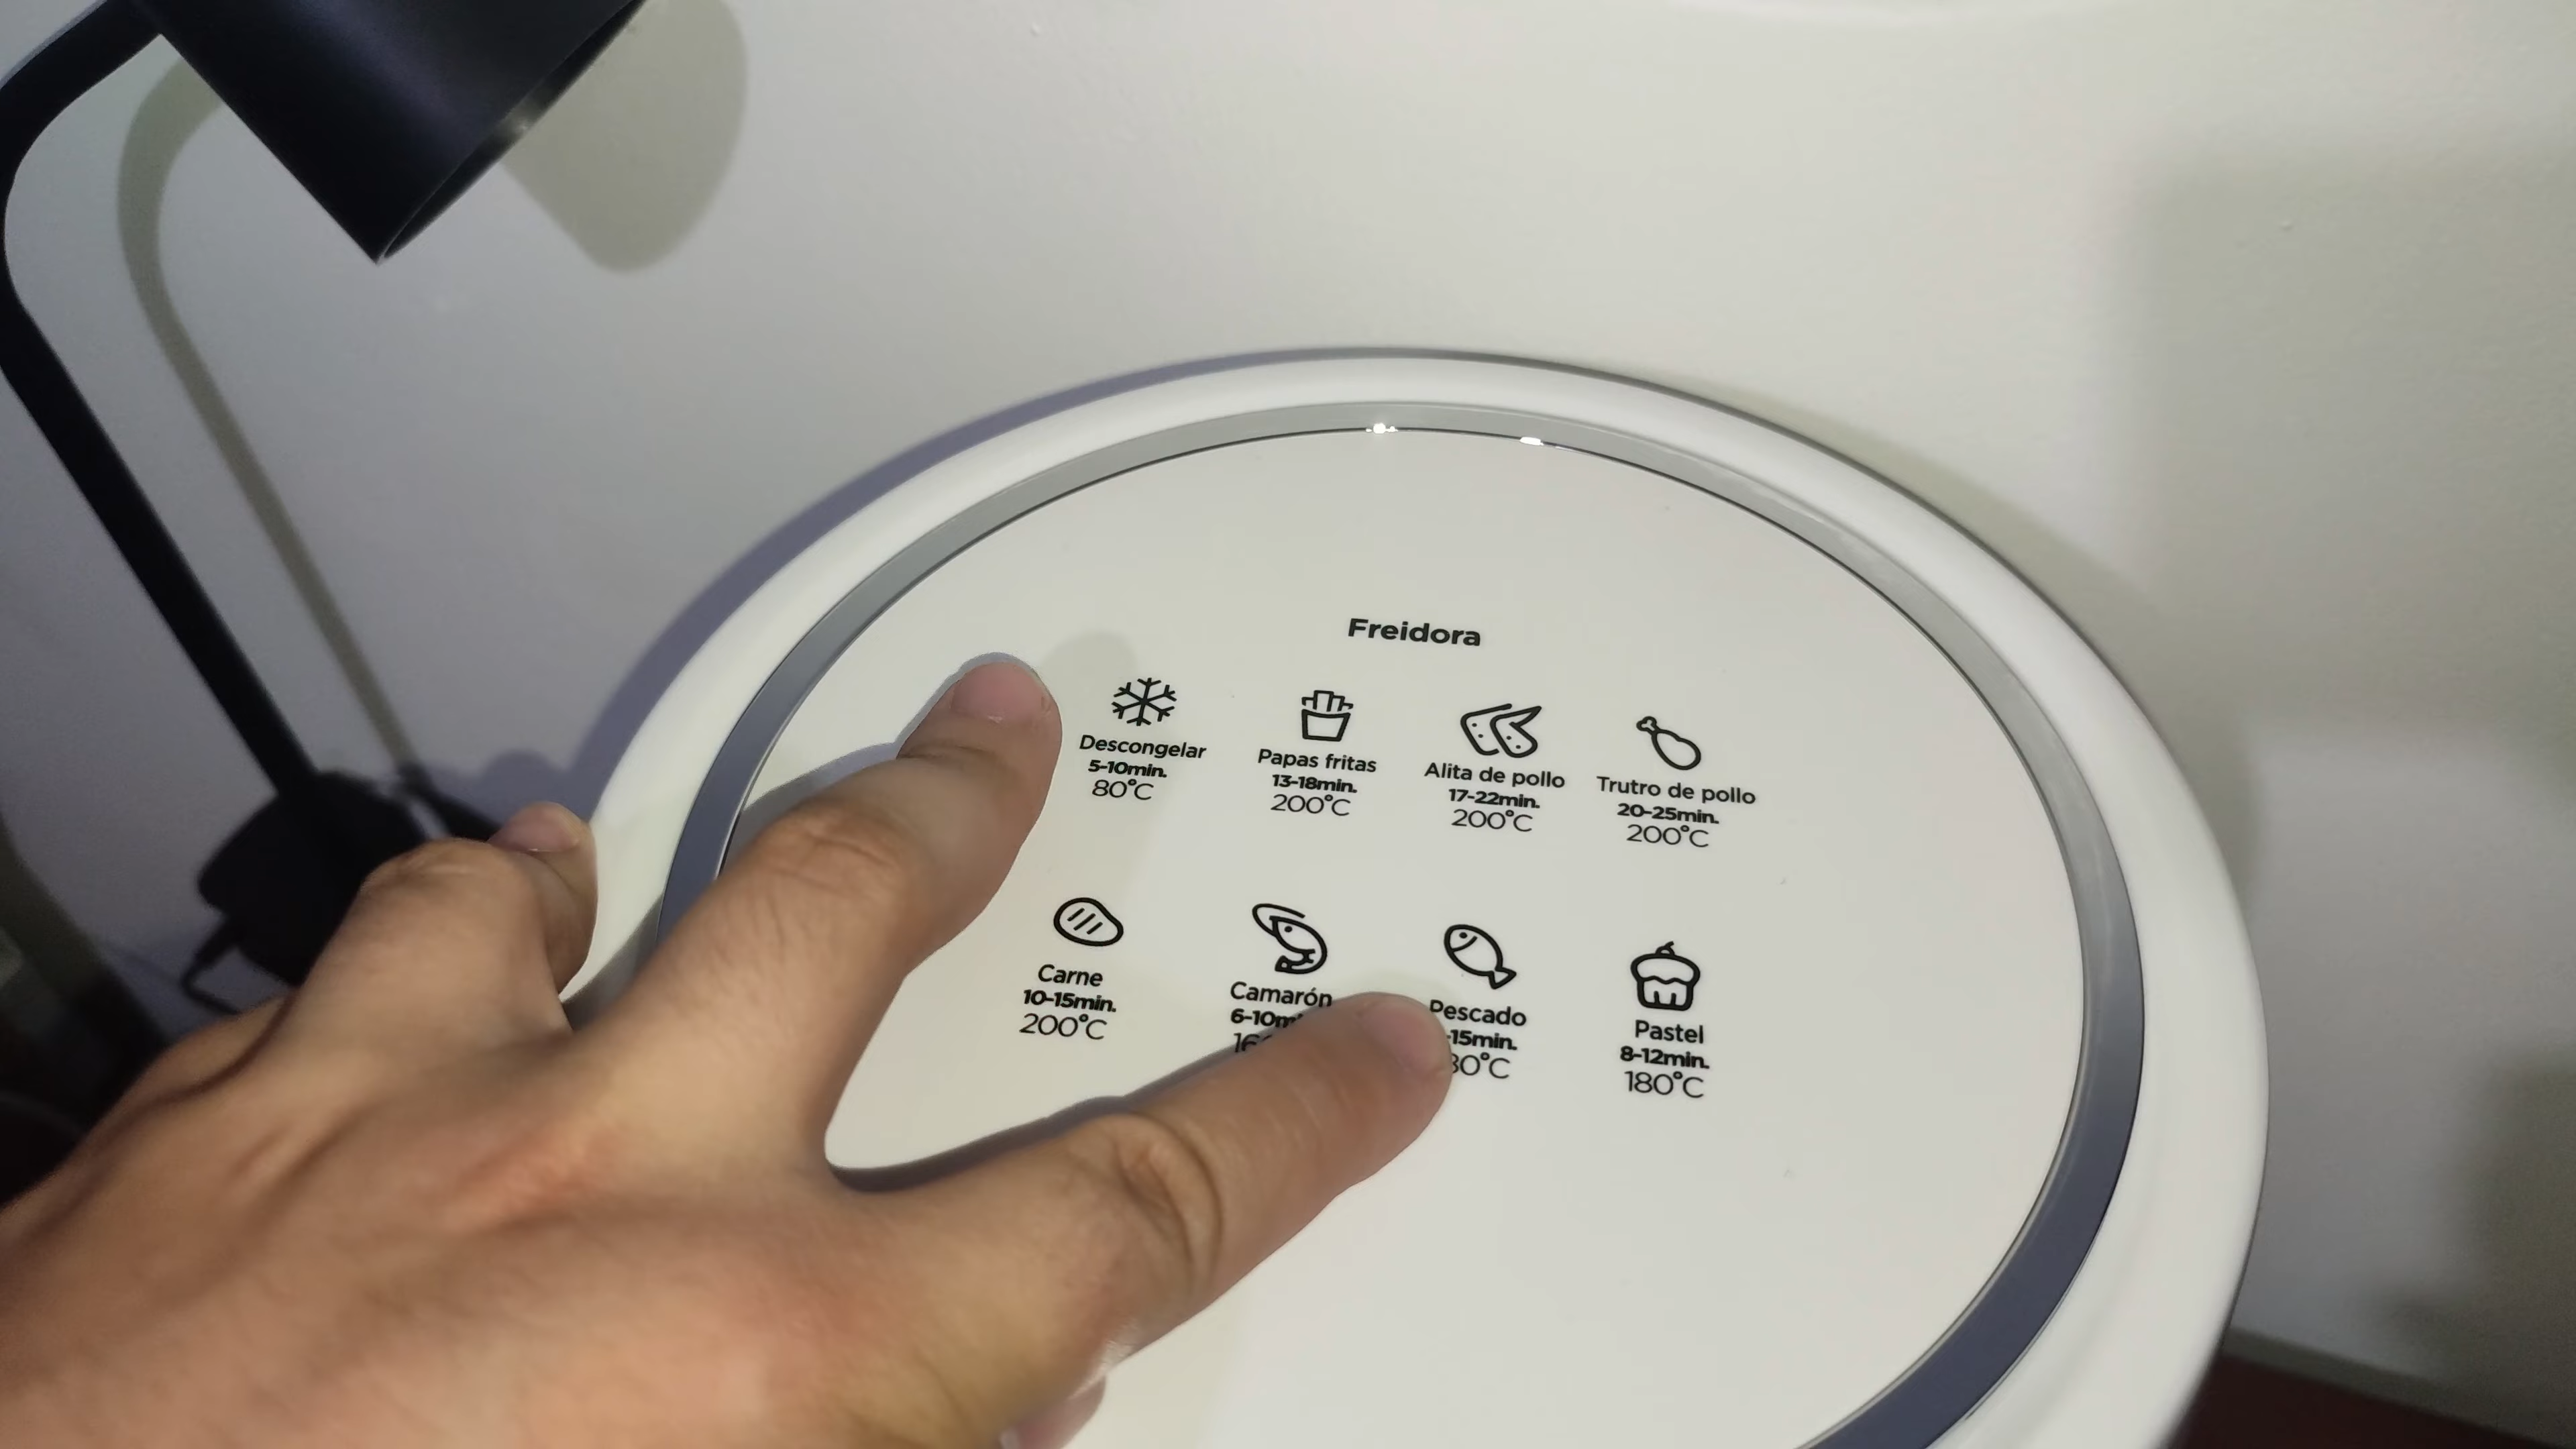 Freidora
Descongelar
5-10min.
80°C
Papas fritas
13-18min.
200°C
Alita de pollo
17-22min.
200°C
Trutro de pollo
20-25min.
200°C
Carne
10-15min.
200°C
Camarón
Pescado
Pastel
8-12min.
180°C